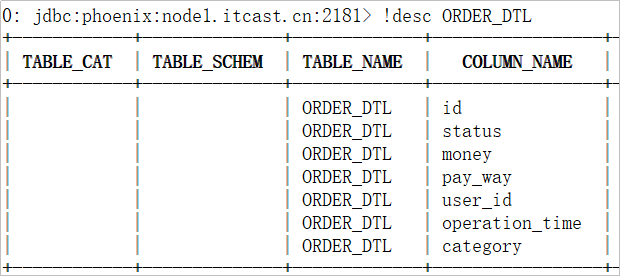 0: jdbc:phoenix:node1.itcast.cn:2181> !desc ORDER_DTL
TABLE_CAT | TABLE_SCHEM | TABLE_NAME | COLUMN_NAME
ORDER_DTL | id
ORDER_DTL | status
ORDER_DTL | money
ORDER_DTL | pay_way
ORDER_DTL | user_id
ORDER_DTL | operation_time
ORDER_DTL | category